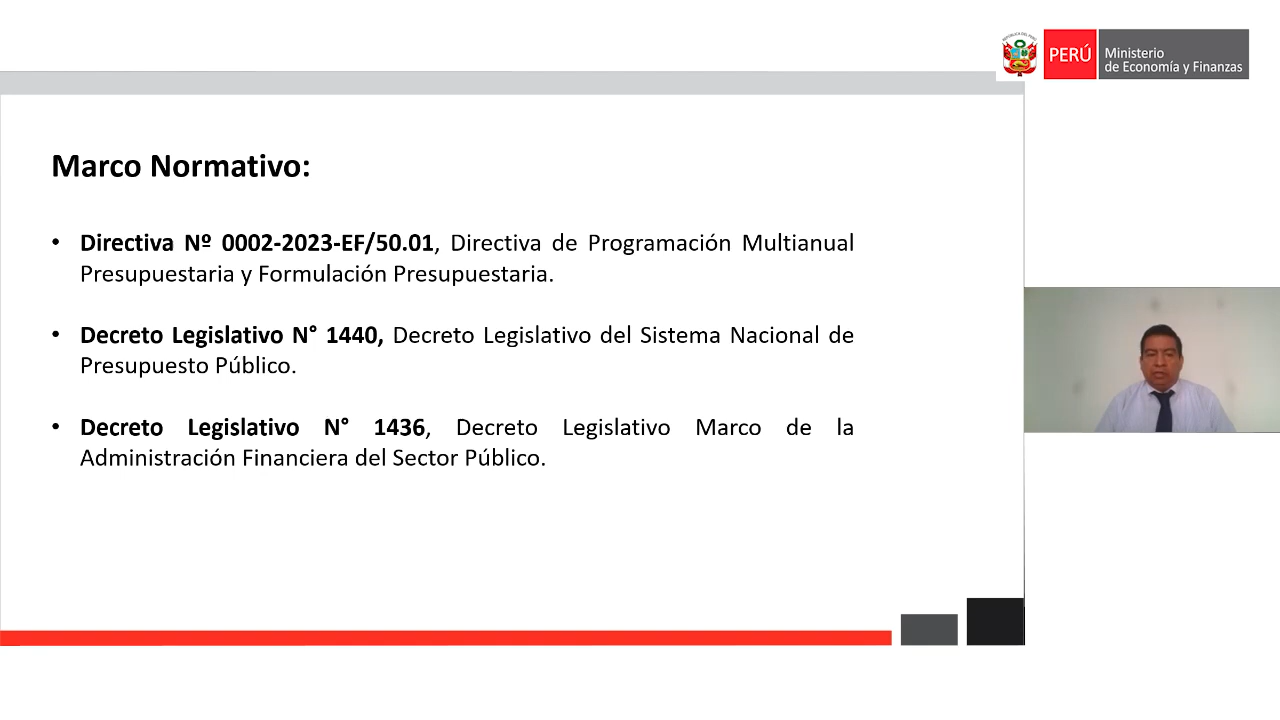 PERÚ
Ministerio
de Economía y Finanzas
Marco Normativo:
• Directiva Nº 0002-2023-EF/50.01, Directiva de Programación Multianual
Presupuestaria y Formulación Presupuestaria.
• Decreto Legislativo N° 1440, Decreto Legislativo del Sistema Nacional de
Presupuesto Público.
• Decreto Legislativo N° 1436, Decreto Legislativo Marco de la
Administración Financiera del Sector Público.